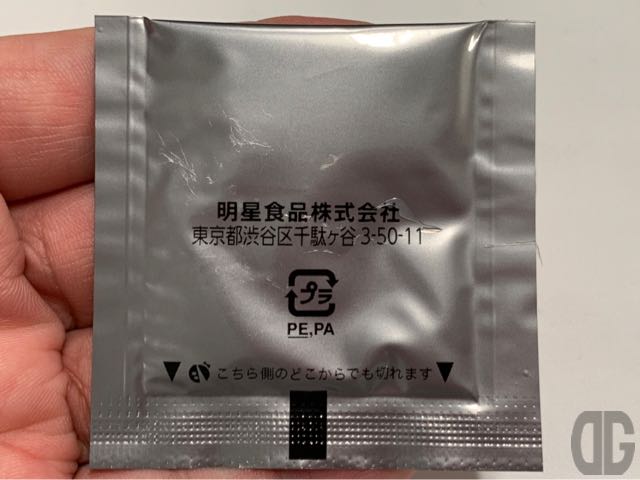 明星食品株式会社
東京都渋谷区千駄ヶ谷 3-50-11
プラ
PE,PA
▼ こちら側のどこからでも切れます ▼
DG